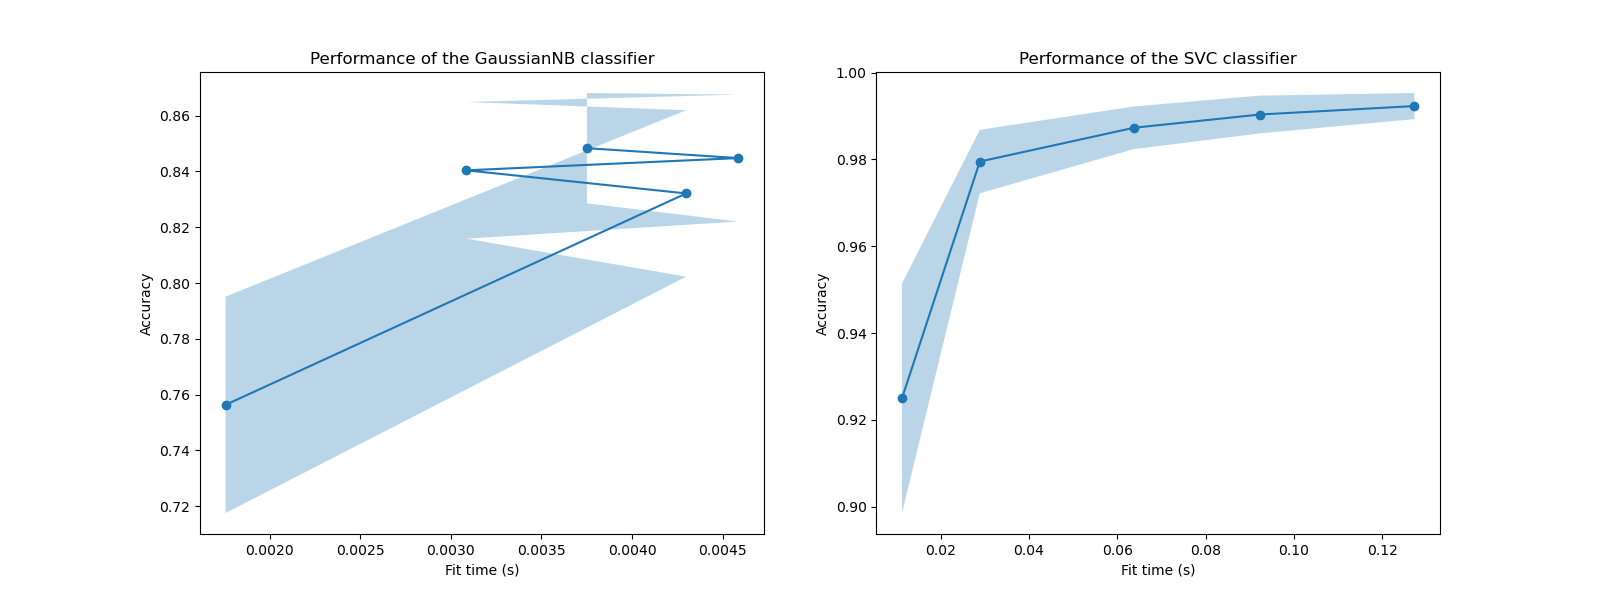 Performance of the GaussianNB classifier
Accuracy
0.86
0.84
0.82
0.80
0.78
0.76
0.74
0.72
0.0020 0.0025 0.0030 0.0035 0.0040 0.0045
Fit time (s)
Performance of the SVC classifier
Accuracy
1.00
0.98
0.96
0.94
0.92
0.90
0.02 0.04 0.06 0.08 0.10 0.12
Fit time (s)